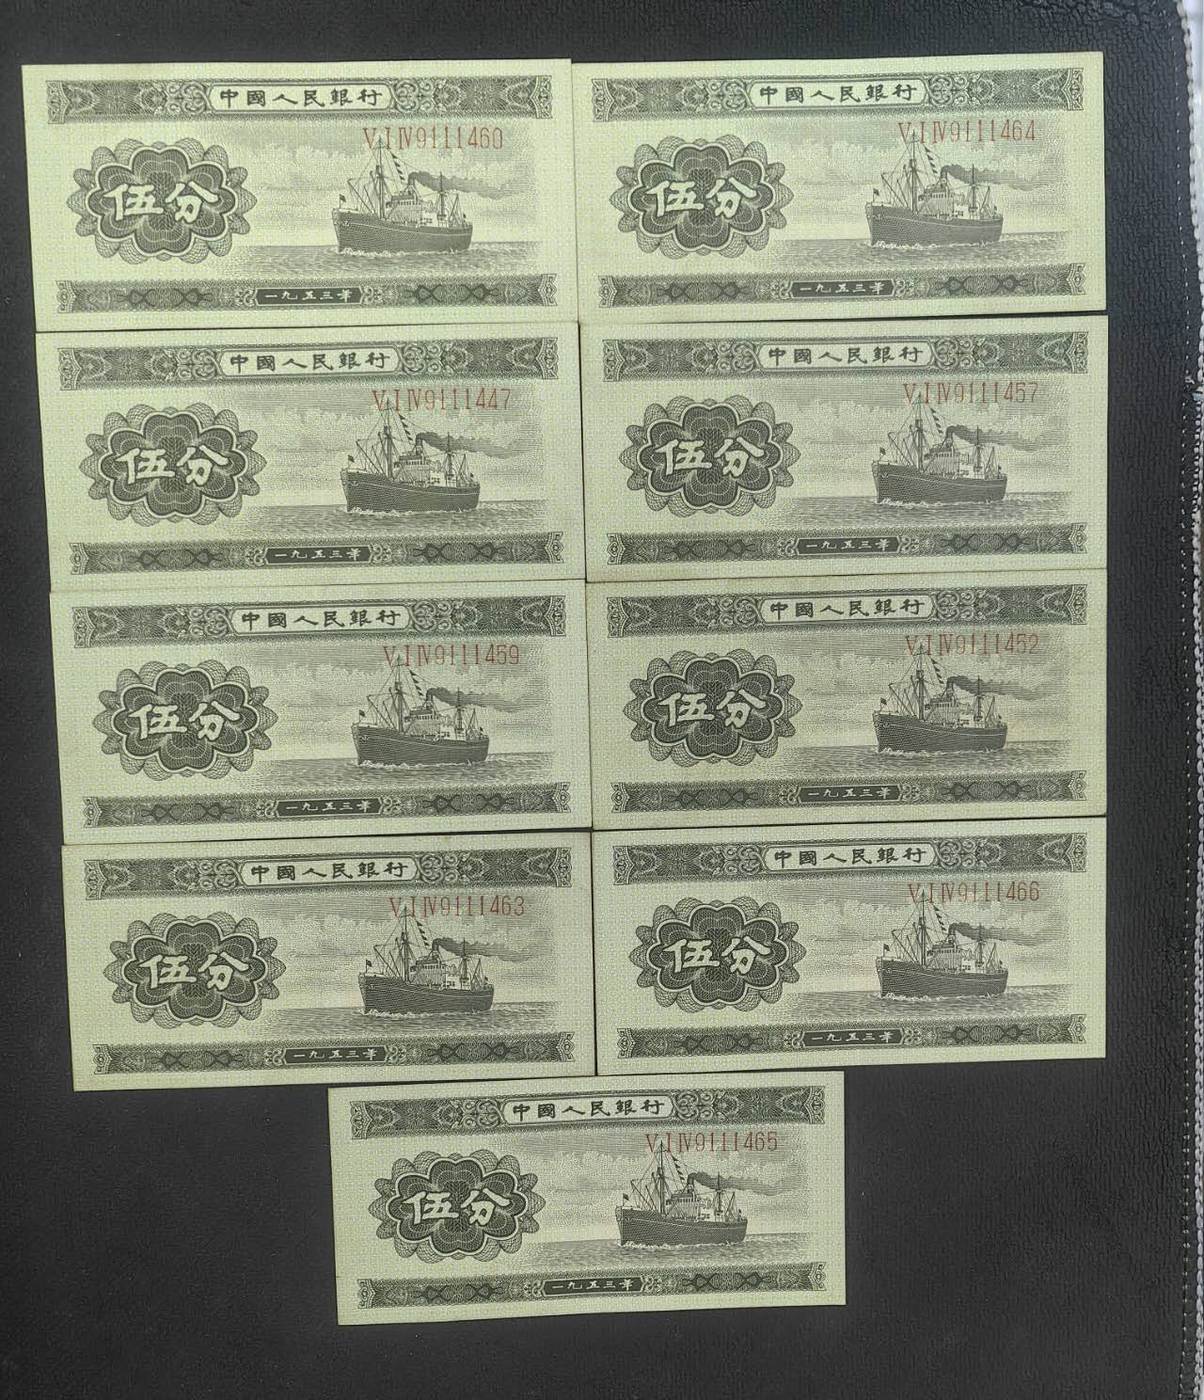 中國人民銀行
V I IV 9111460
伍分
一九五三年
中國人民銀行
V I IV 9111464
伍分
一九五三年
中國人民銀行
V I IV 9111447
伍分
一九五三年
中國人民銀行
V I IV 9111457
伍分
一九五三年
中國人民銀行
V I IV 9111459
伍分
一九五三年
中國人民銀行
V I IV 9111452
伍分
一九五三年
中國人民銀行
V I IV 9111463
伍分
一九五三年
中國人民銀行
V I IV 9111466
伍分
一九五三年
中國人民銀行
V I IV 9111465
伍分
一九五三年